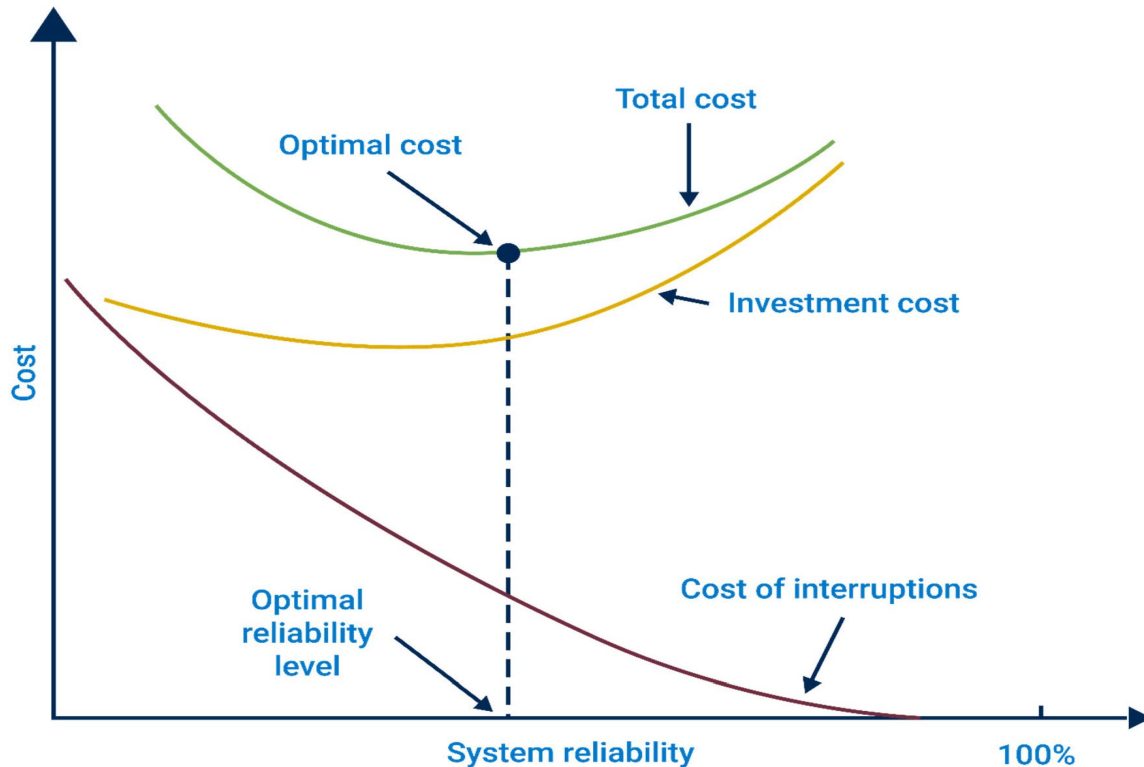 Total cost
Optimal cost
Investment cost
Cost
Cost of interruptions
Optimal
reliability
level
System reliability
100%